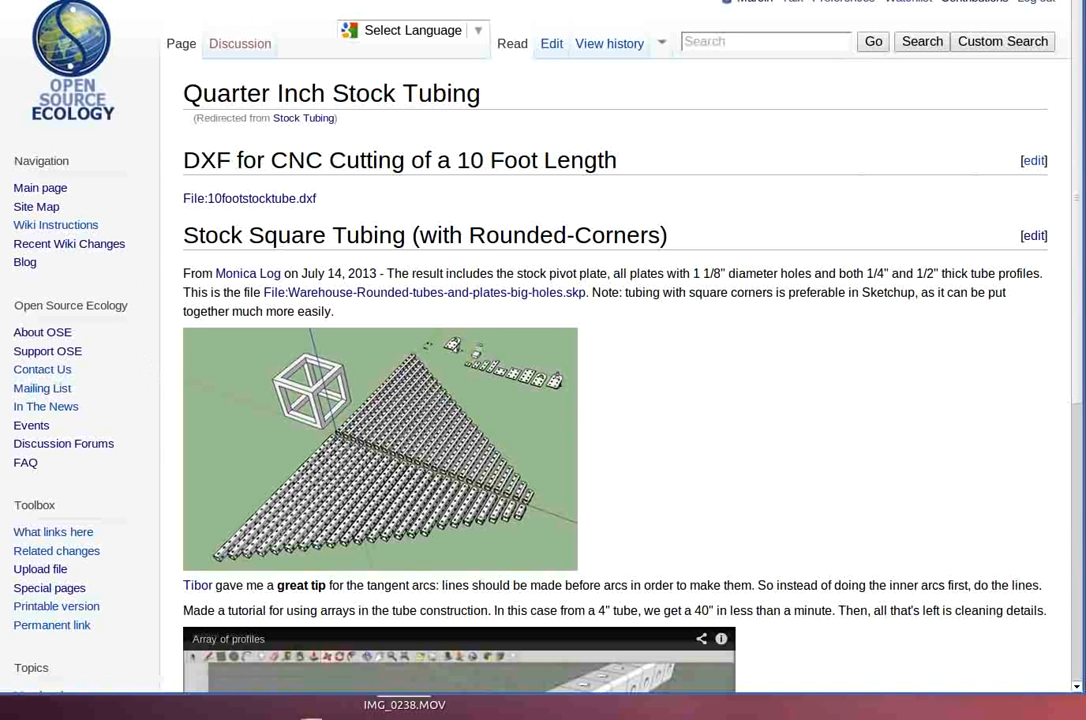 Talk Preferences Watchlist Contributions Log out
Select Language
Page Discussion Read Edit View history Search Go Search Custom Search
OPEN
SOURCE
ECOLOGY
Quarter Inch Stock Tubing
(Redirected from Stock Tubing)
DXF for CNC Cutting of a 10 Foot Length [edit]
File:10footstocktube.dxf
Stock Square Tubing (with Rounded-Corners) [edit]
From Monica Log on July 14, 2013 - The result includes the stock pivot plate, all plates with 1 1/8" diameter holes and both 1/4" and 1/2" thick tube profiles.
This is the file File:Warehouse-Rounded-tubes-and-plates-big-holes.skp. Note: tubing with square corners is preferable in Sketchup, as it can be put
together much more easily.
Tibor gave me a great tip for the tangent arcs: lines should be made before arcs in order to make them. So instead of doing the inner arcs first, do the lines.
Made a tutorial for using arrays in the tube construction. In this case from a 4" tube, we get a 40" in less than a minute. Then, all that's left is cleaning details.
Array of profiles
Navigation
Main page
Site Map
Wiki Instructions
Recent Wiki Changes
Blog
Open Source Ecology
About OSE
Support OSE
Contact Us
Mailing List
In The News
Events
Discussion Forums
FAQ
Toolbox
What links here
Related changes
Upload file
Special pages
Printable version
Permanent link
Topics
IMG_0238.MOV